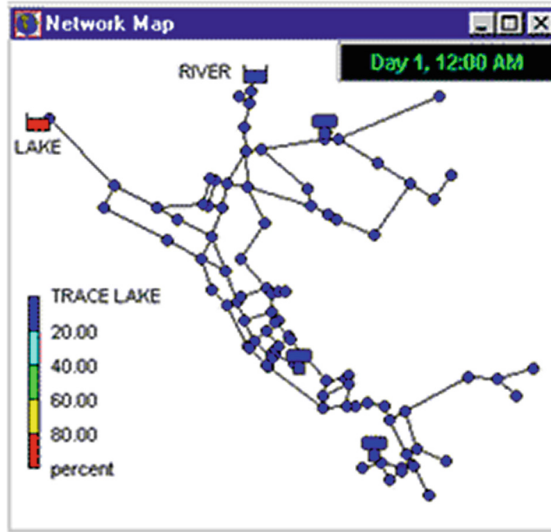 Network Map
Day 1, 12:00 AM
RIVER
LAKE
TRACE LAKE
20.00
40.00
60.00
80.00
percent